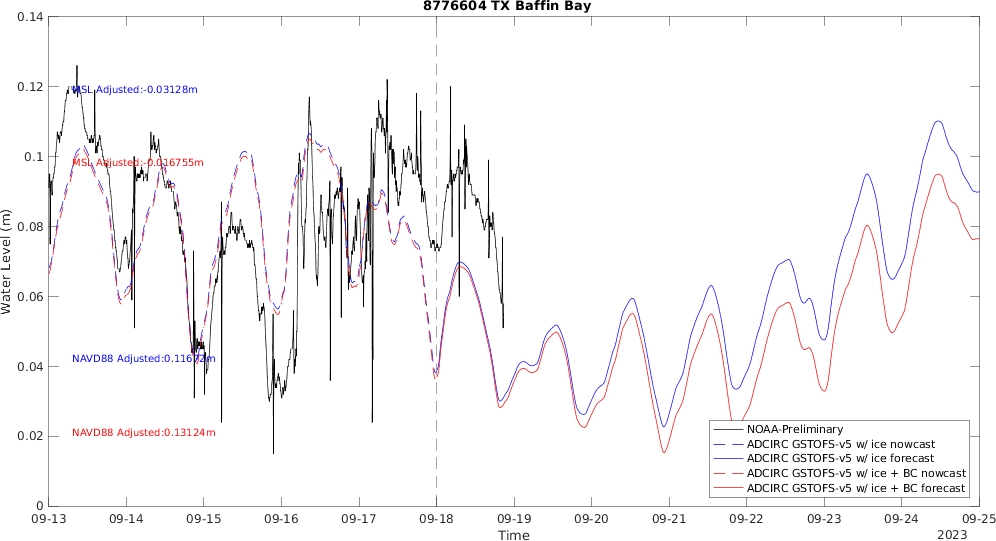 8776604 TX Baffin Bay
0.14
0.12
0.1
0.08
0.06
0.04
0.02
0
Water Level (m)
MSL Adjusted:-0.03128m
MSL Adjusted:-0.016755m
NAVD88 Adjusted:0.11672m
NAVD88 Adjusted:0.13124m
NOAA-Preliminary
ADCIRC GSTOFS-v5 w/ ice nowcast
ADCIRC GSTOFS-v5 w/ ice forecast
ADCIRC GSTOFS-v5 w/ ice + BC nowcast
ADCIRC GSTOFS-v5 w/ ice + BC forecast
09-13 09-14 09-15 09-16 09-17 09-18 09-19 09-20 09-21 09-22 09-23 09-24 09-25
Time
2023